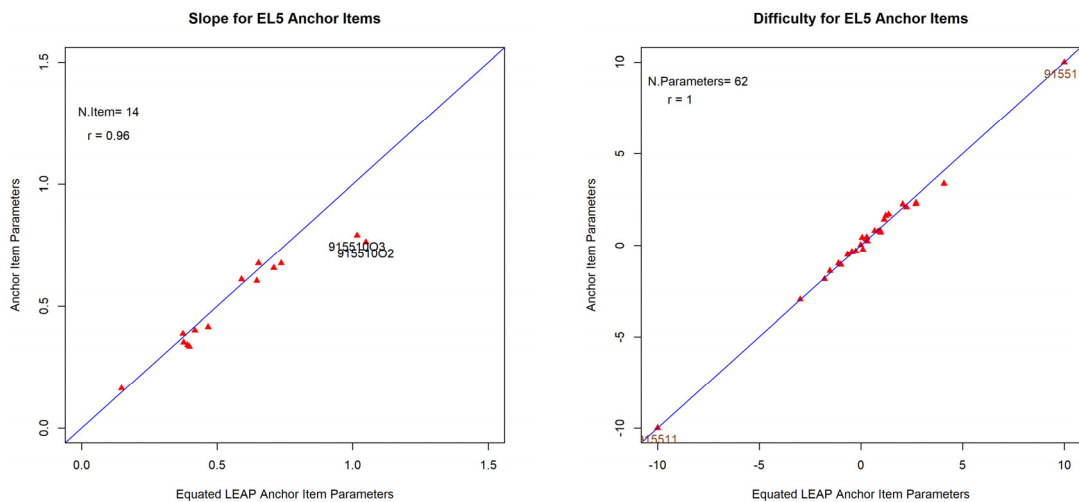 Slope for EL5 Anchor Items
Anchor Item Parameters
1.5
1.0
0.5
0.0
N.Item= 14
r = 0.96
915510O3
915510O2
0.0 0.5 1.0 1.5
Equated LEAP Anchor Item Parameters
Difficulty for EL5 Anchor Items
Anchor Item Parameters
10
5
0
-5
-10
N.Parameters= 62
r = 1
91551
15511
-10 -5 0 5 10
Equated LEAP Anchor Item Parameters